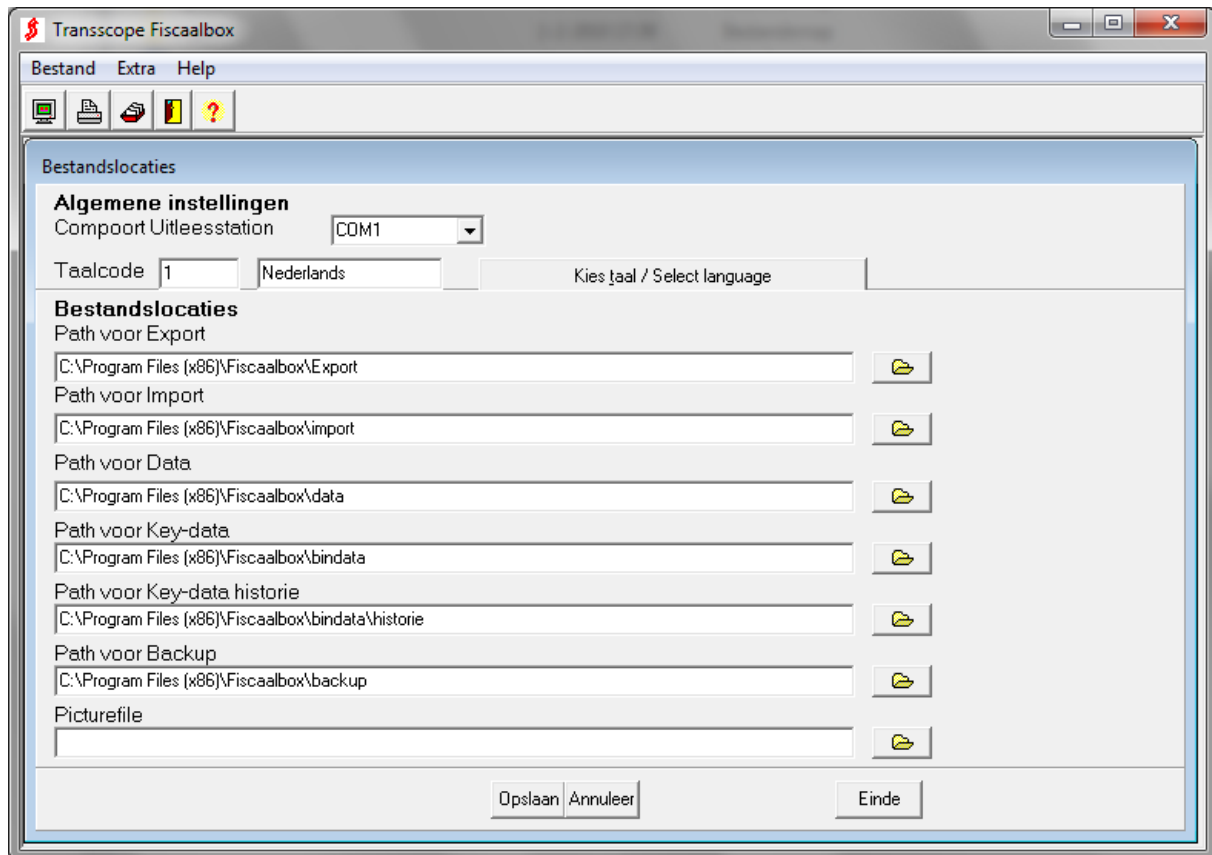 Transscope Fiscaalbox
Bestand Extra Help
Bestandslocaties
Algemene instellingen
Compoort Uitleesstation COM1
Taalcode 1 Nederlands Kies taal / Select language
Bestandslocaties
Path voor Export
C:\Program Files (x86)\Fiscaalbox\Export
Path voor Import
C:\Program Files (x86)\Fiscaalbox\import
Path voor Data
C:\Program Files (x86)\Fiscaalbox\data
Path voor Key-data
C:\Program Files (x86)\Fiscaalbox\bindata
Path voor Key-data historie
C:\Program Files (x86)\Fiscaalbox\bindata\historie
Path voor Backup
C:\Program Files (x86)\Fiscaalbox\backup
Picturefile
Opslaan Annuleer Einde